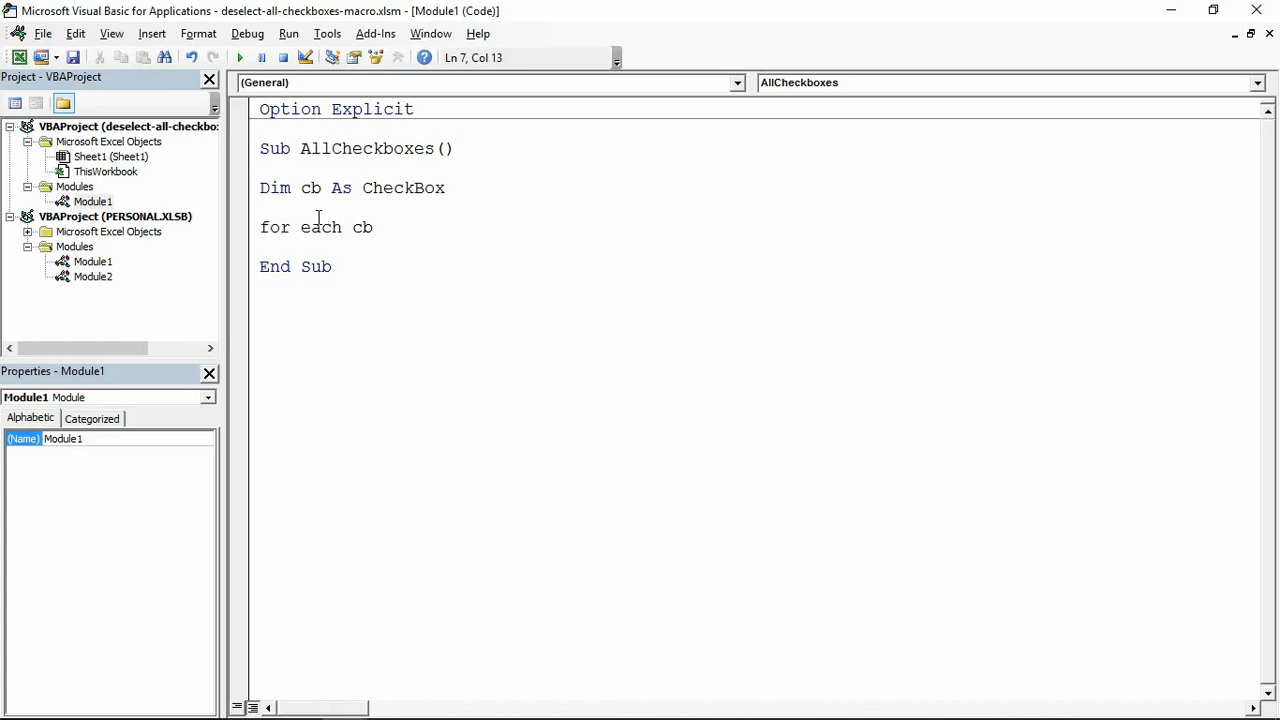 Microsoft Visual Basic for Applications - deselect-all-checkboxes-macro.xlsm - [Module1 (Code)]
File Edit View Insert Format Debug Run Tools Add-Ins Window Help
Ln 7, Col 13
Project - VBAProject
VBAProject (deselect-all-checkbo
Microsoft Excel Objects
Sheet1 (Sheet1)
ThisWorkbook
Modules
Module1
VBAProject (PERSONAL.XLSB)
Microsoft Excel Objects
Modules
Module1
Module2
Properties - Module1
Module1 Module
Alphabetic Categorized
(Name) Module1
(General) AllCheckboxes
Option Explicit
Sub AllCheckboxes()
Dim cb As CheckBox
for each cb
End Sub